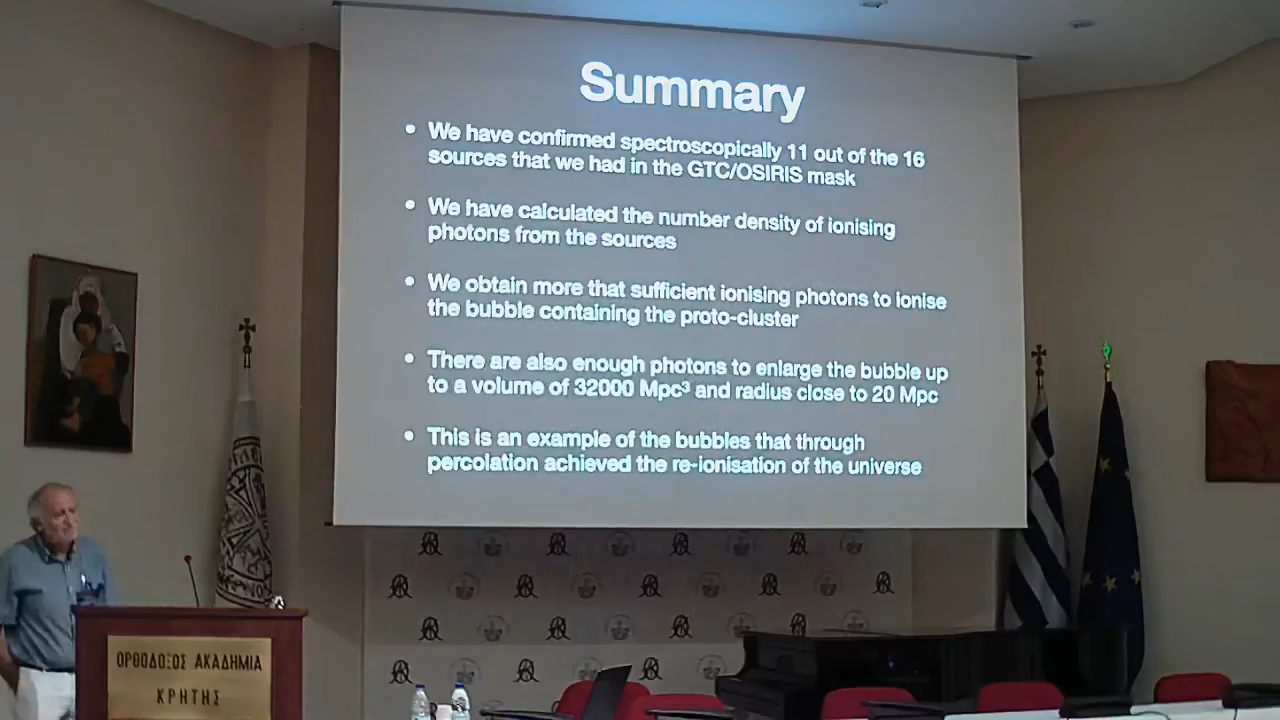 Summary
• We have confirmed spectroscopically 11 out of the 16
sources that we had in the GTC/OSIRIS mask
• We have calculated the number density of ionising
photons from the sources
• We obtain more that sufficient ionising photons to ionise
the bubble containing the proto-cluster
• There are also enough photons to enlarge the bubble up
to a volume of 32000 Mpc³ and radius close to 20 Mpc
• This is an example of the bubbles that through
percolation achieved the re-ionisation of the universe
ΟΡΘΟΔΟΞΟΣ ΑΚΑΔΗΜΙΑ
ΚΡΗΤΗΣ